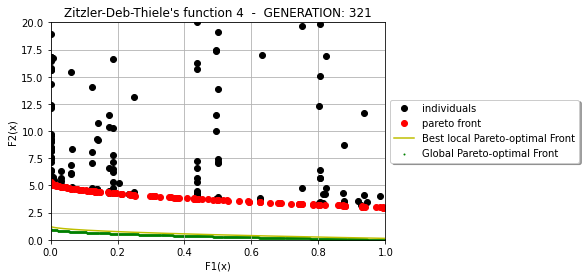 Zitzler-Deb-Thiele's function 4 - GENERATION: 321
20.0
17.5
15.0
12.5
10.0
7.5
5.0
2.5
0.0
F2(x)
0.0 0.2 0.4 0.6 0.8 1.0
F1(x)
individuals
pareto front
Best local Pareto-optimal Front
Global Pareto-optimal Front